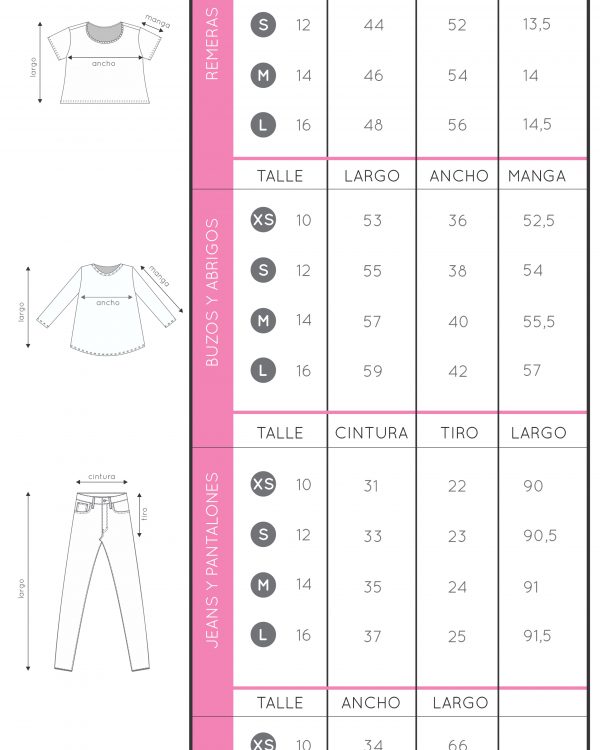 manga
largo
ancho
REMERAS
S 12 44 52 13,5
M 14 46 54 14
L 16 48 56 14,5
TALLE LARGO ANCHO MANGA
BUZOS Y ABRIGOS
XS 10 53 36 52,5
S 12 55 38 54
manga
largo
ancho
M 14 57 40 55,5
L 16 59 42 57
TALLE CINTURA TIRO LARGO
JEANS Y PANTALONES
cintura
XS 10 31 22 90
tiro
S 12 33 23 90,5
largo
M 14 35 24 91
L 16 37 25 91,5
TALLE ANCHO LARGO
XS 10 34 66